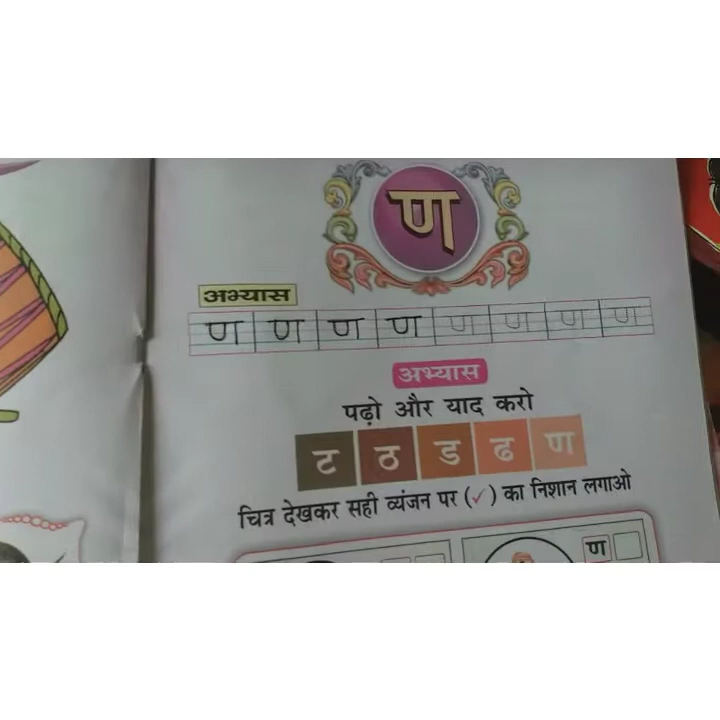 ण
अभ्यास
ण ण ण ण ण ण ण ण
अभ्यास
पढ़ो और याद करो
ट ठ ड ढ ण
चित्र देखकर सही व्यंजन पर (✓) का निशान लगाओ
ण